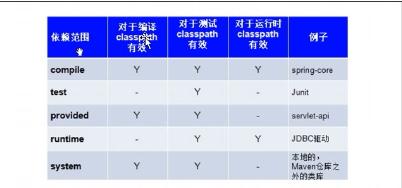 依赖范围 对于编译classpath有效 对于测试classpath有效 对于运行时classpath有效 例子
compile Y Y Y spring-core
test - Y - Junit
provided Y Y - servlet-api
runtime - Y Y JDBC驱动
system Y Y - 本地的，Maven仓库之外的类库